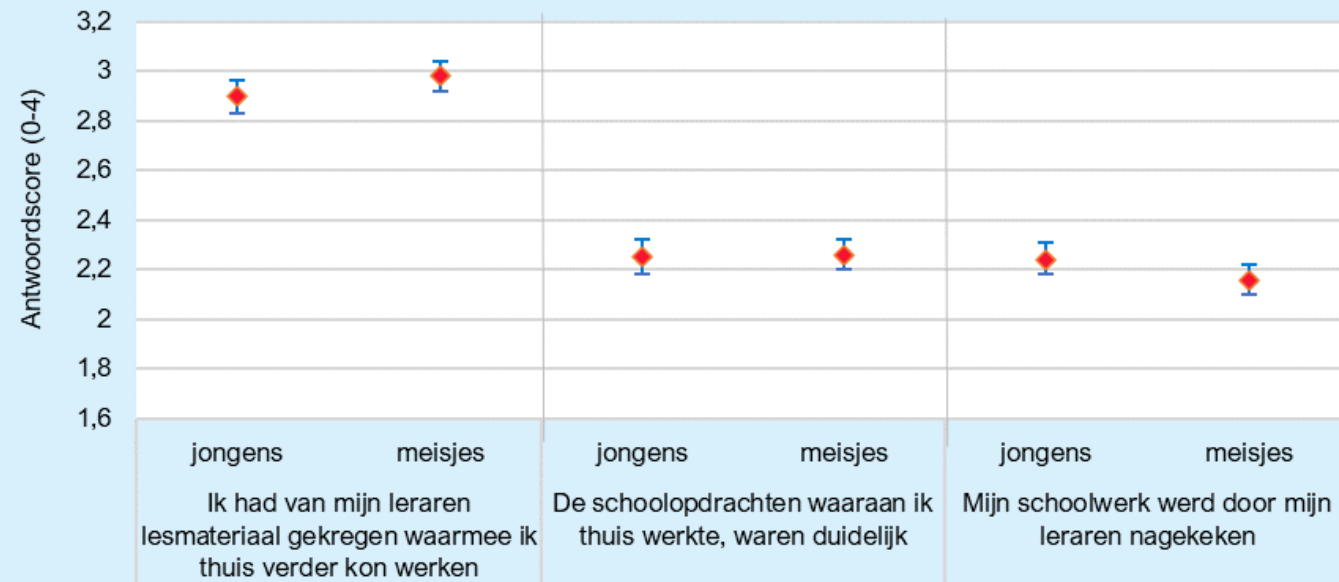 3,2
3
2,8
2,6
2,4
2,2
2
1,8
1,6
Antwoordscore (0-4)
jongens meisjes jongens meisjes jongens meisjes
Ik had van mijn leraren
lesmateriaal gekregen waarmee ik
thuis verder kon werken
De schoolopdrachten waaraan ik
thuis werkte, waren duidelijk
Mijn schoolwerk werd door mijn
leraren nagekeken